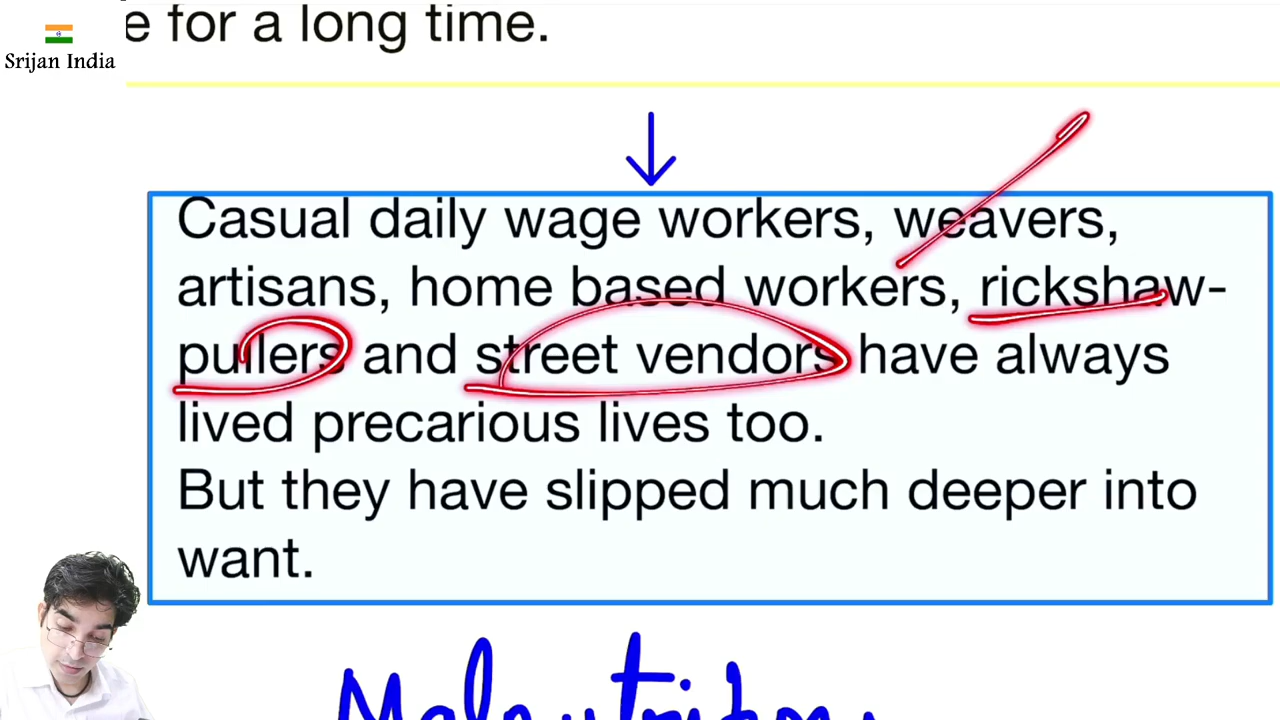 e for a long time.
Srijan India
Casual daily wage workers, weavers,
artisans, home based workers, rickshaw-
pullers and street vendors have always
lived precarious lives too.
But they have slipped much deeper into
want.
Malnutrition